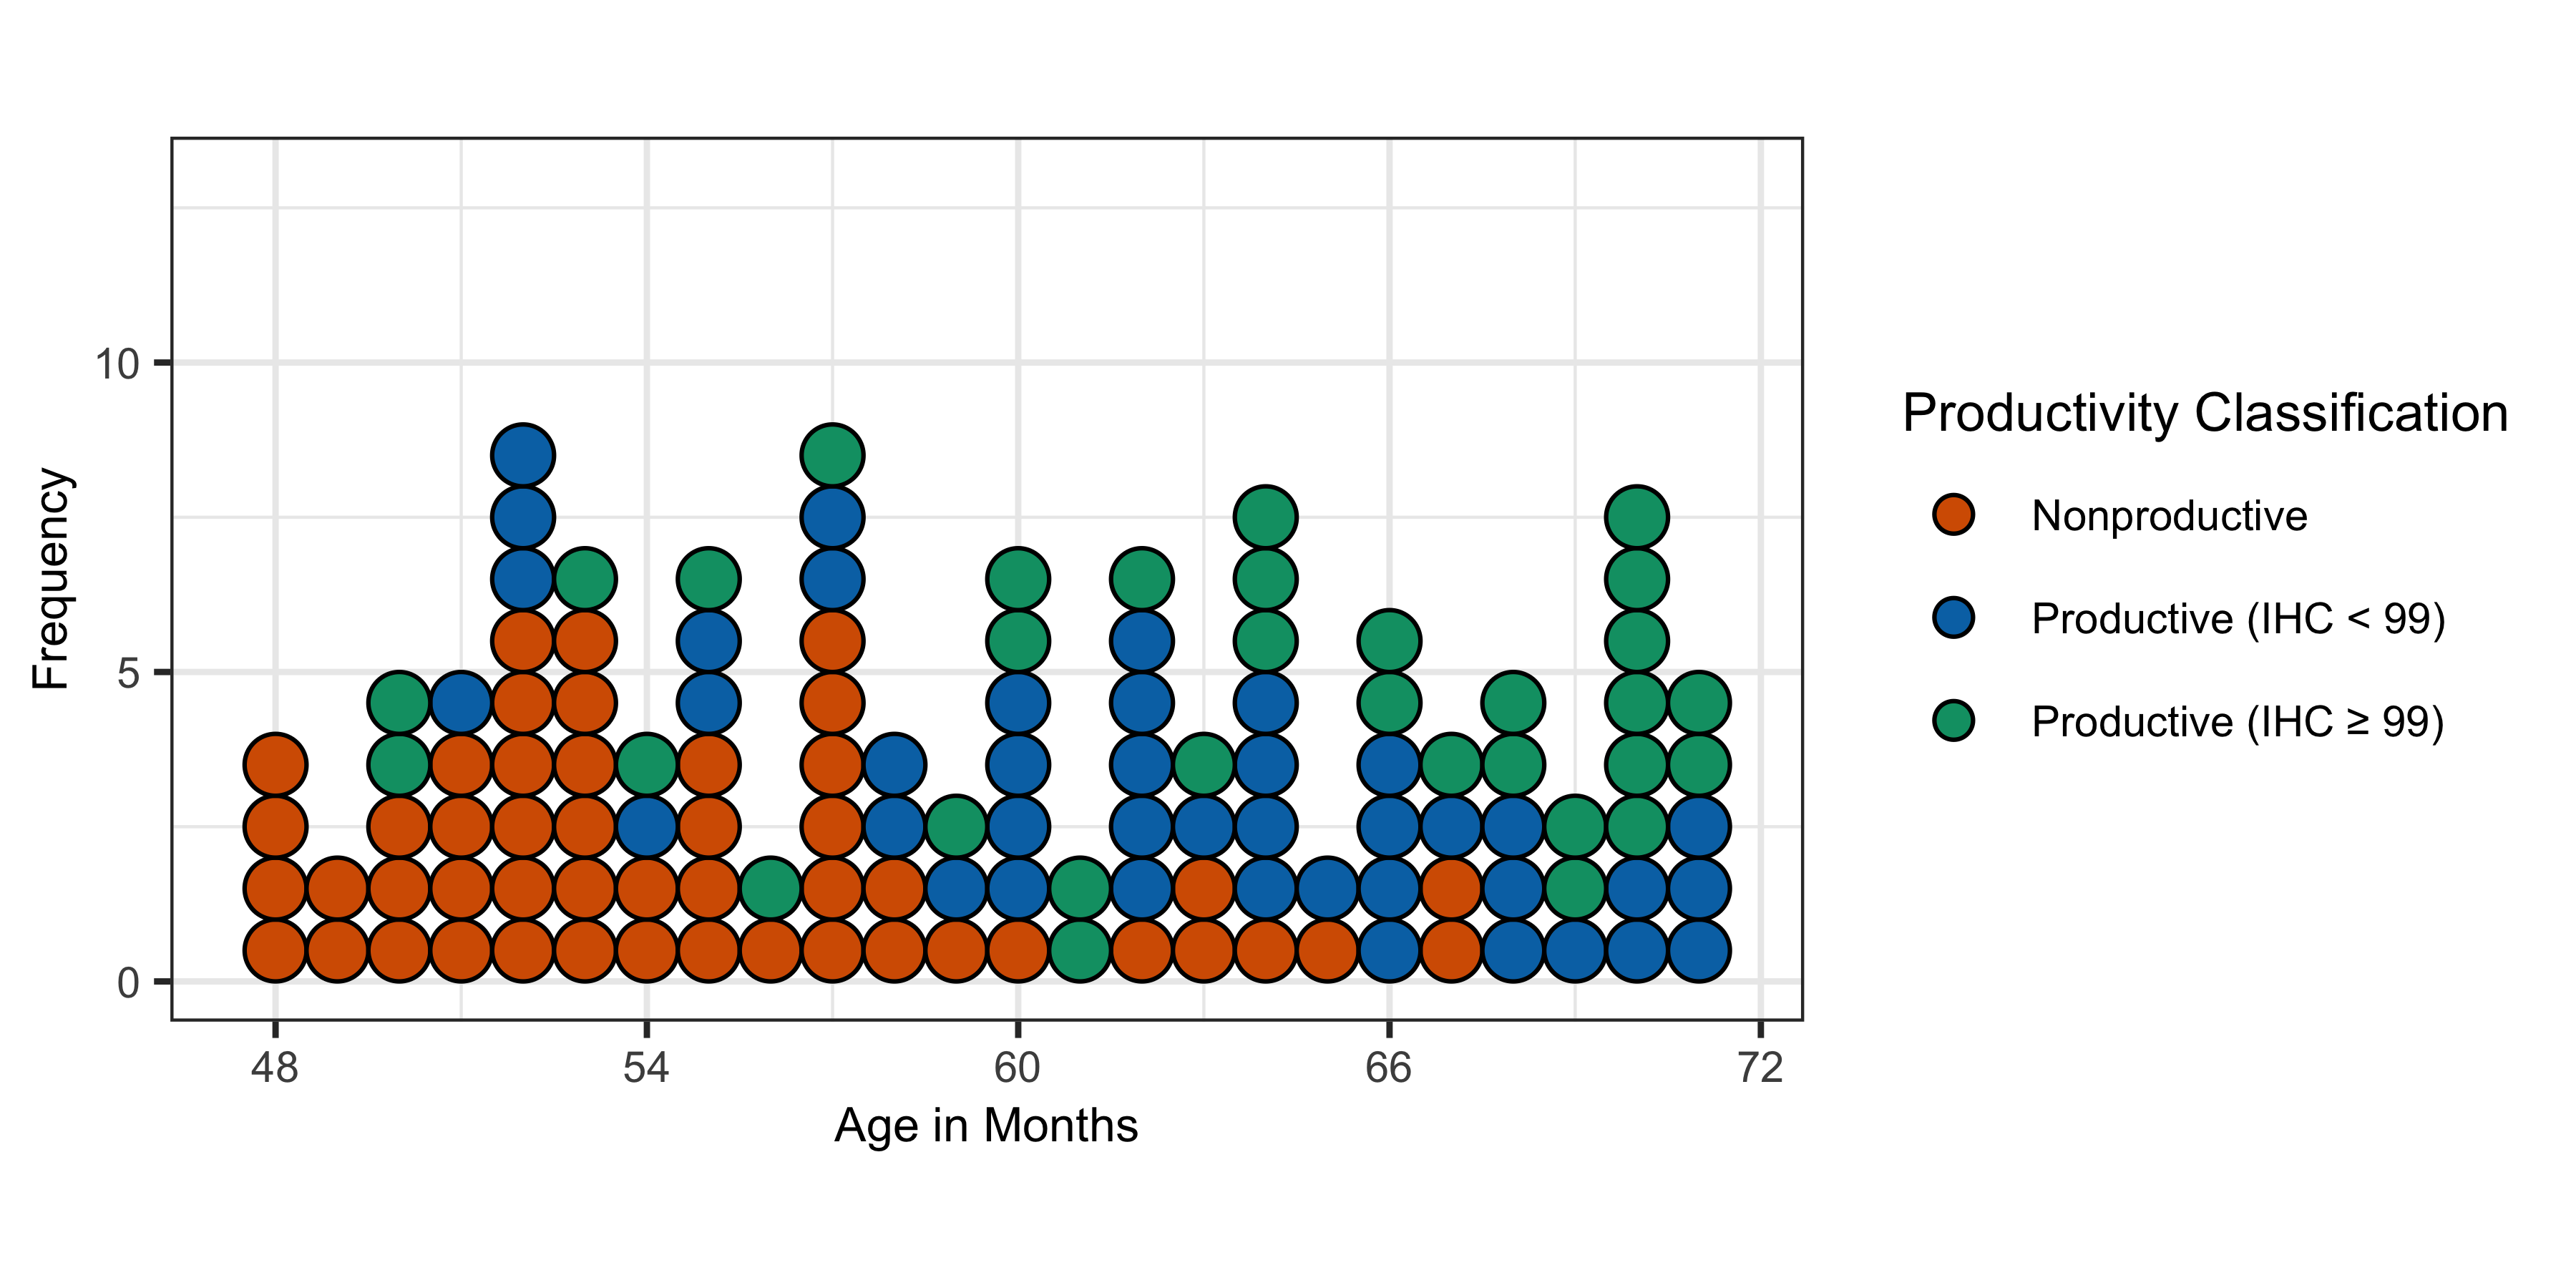 10
5
0
Frequency
48 54 60 66 72
Age in Months
Productivity Classification
Nonproductive
Productive (IHC < 99)
Productive (IHC ≥ 99)